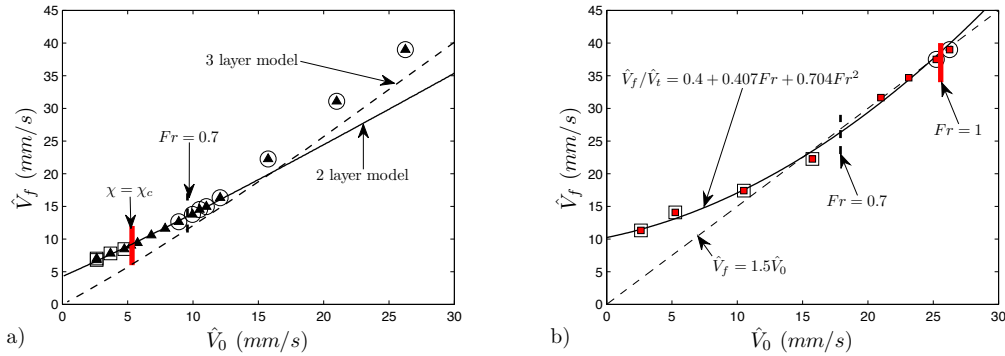 45
40
35
30
25
20
15
10
5
0
0 5 10 15 20 25 30
V̂_f (mm/s)
V̂_0 (mm/s)
3 layer model
Fr = 0.7
χ = χ_c
2 layer model
a)
45
40
35
30
25
20
15
10
5
0
0 5 10 15 20 25 30
V̂_f (mm/s)
V̂_0 (mm/s)
V̂_f/V̂_t = 0.4 + 0.407Fr + 0.704Fr²
Fr = 1
Fr = 0.7
V̂_f = 1.5V̂_0
b)